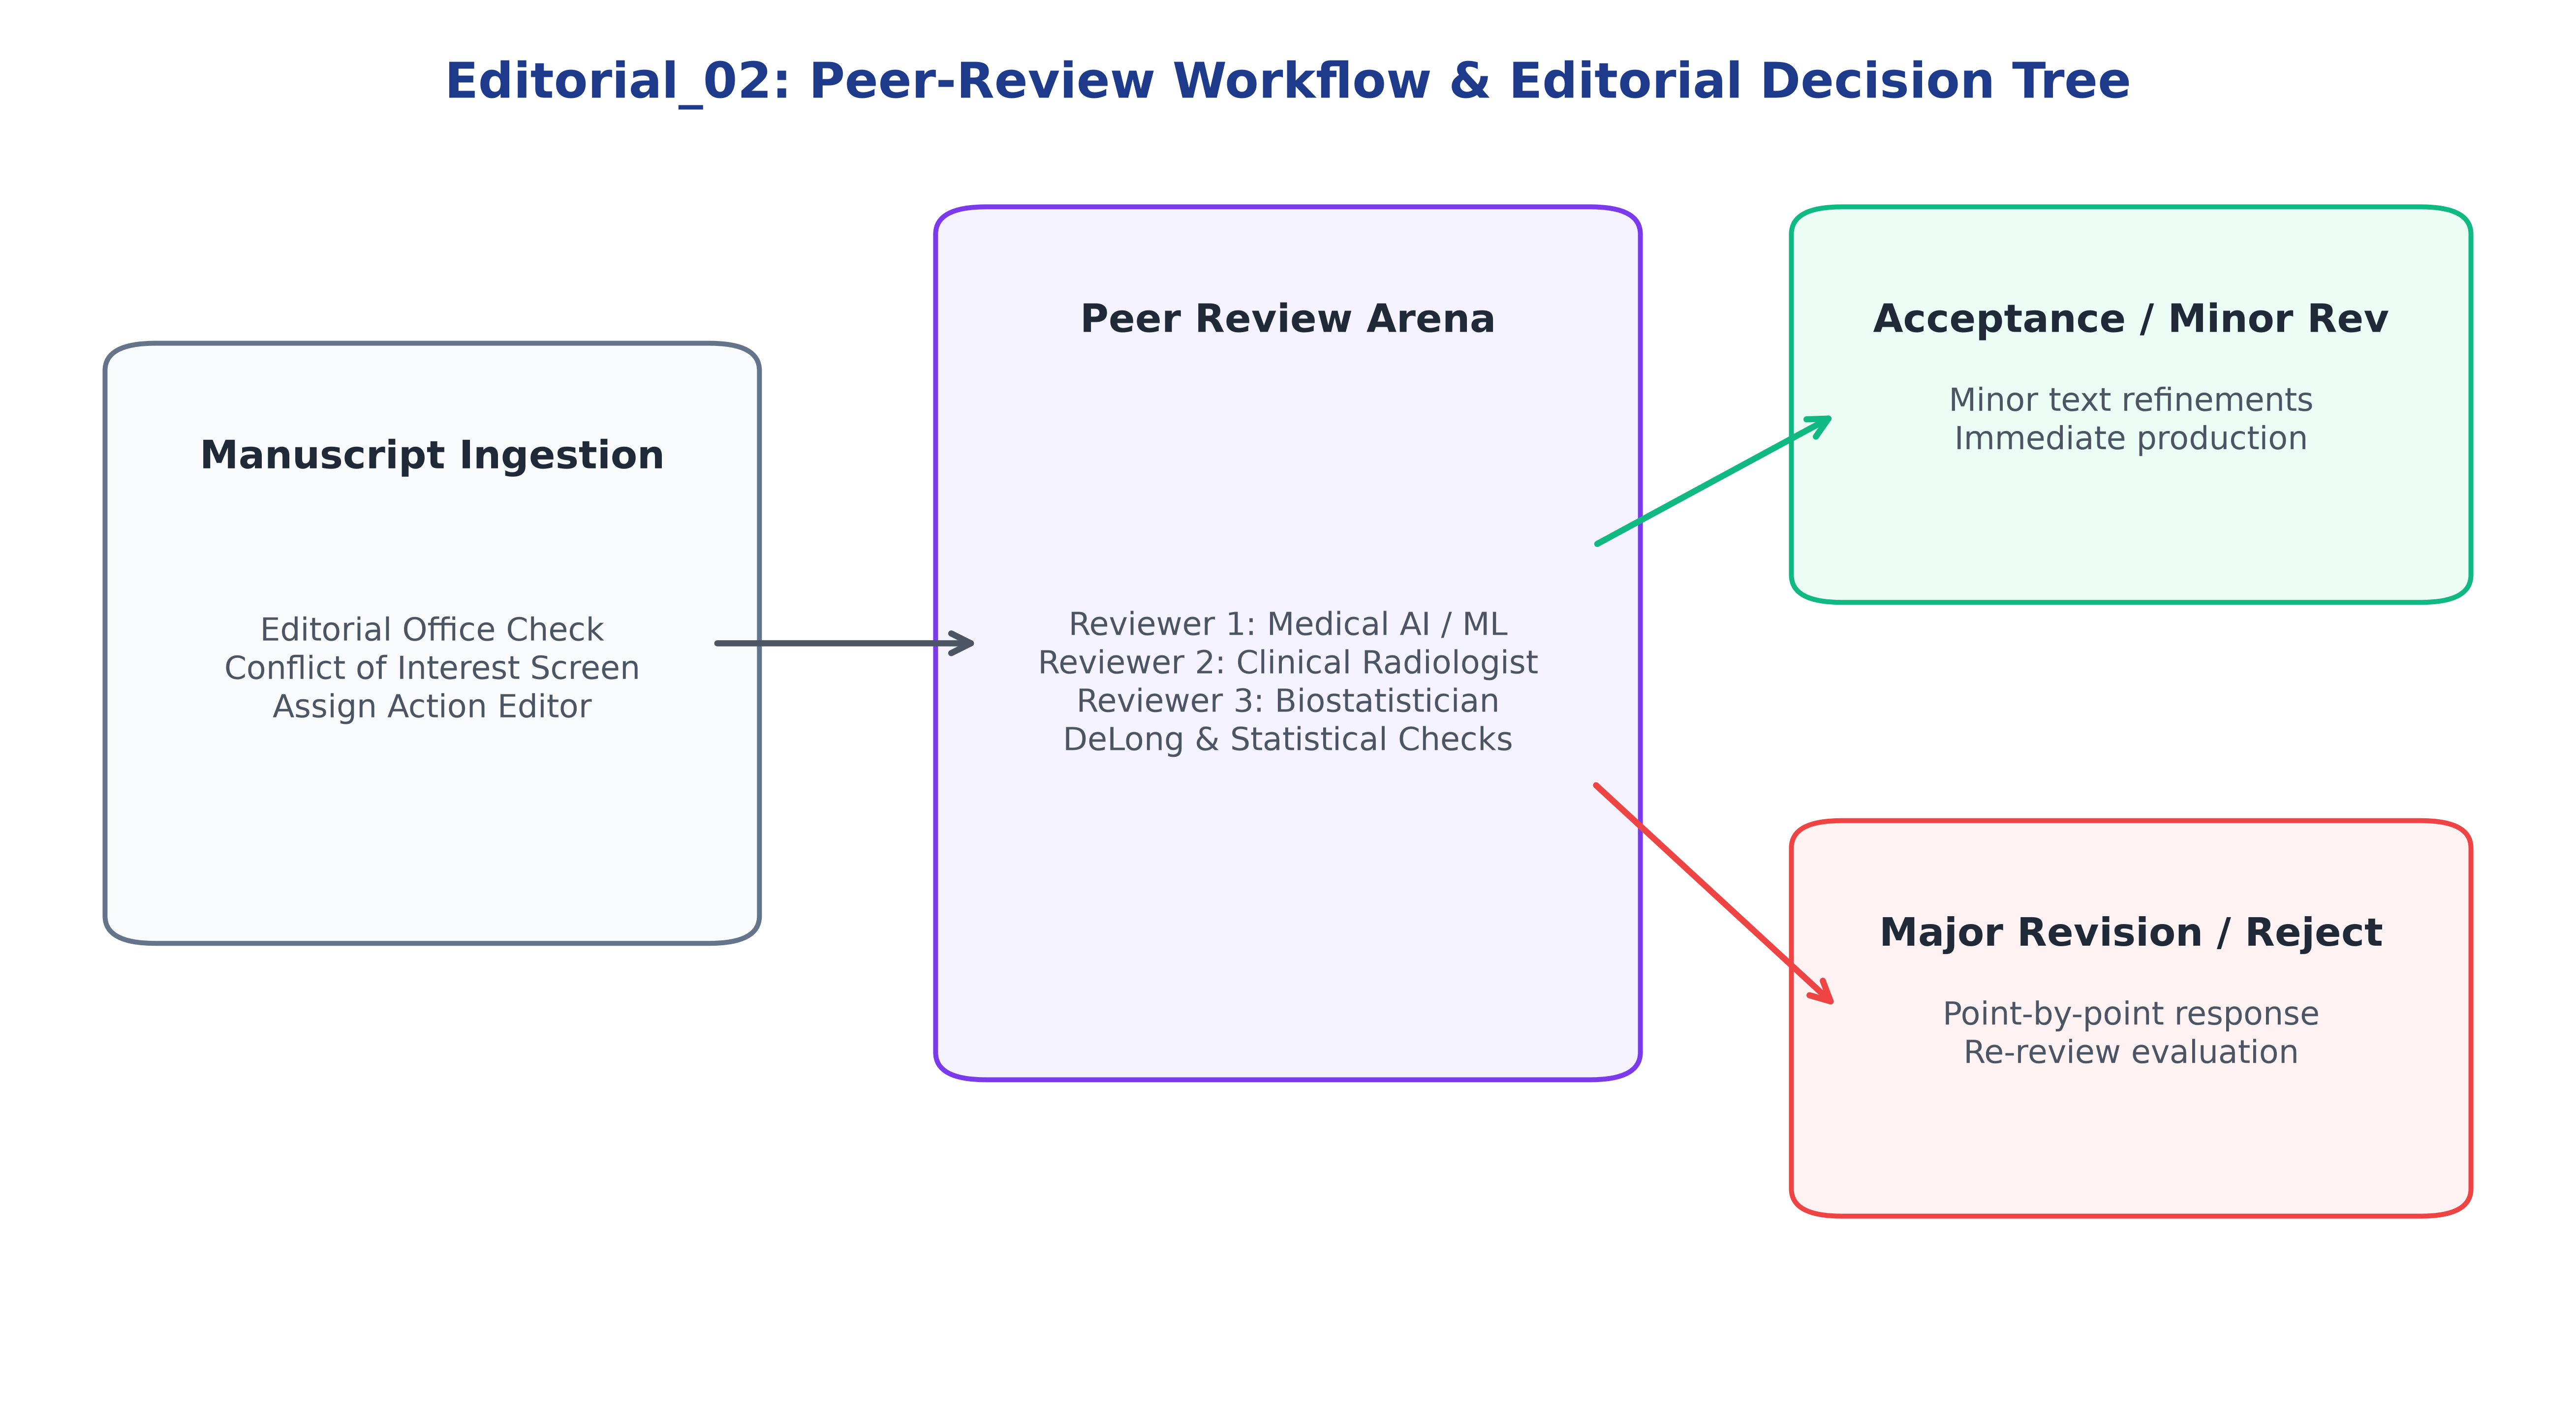 Editorial_02: Peer-Review Workflow & Editorial Decision Tree
Manuscript Ingestion
Editorial Office Check
Conflict of Interest Screen
Assign Action Editor
Peer Review Arena
Reviewer 1: Medical AI / ML
Reviewer 2: Clinical Radiologist
Reviewer 3: Biostatistician
DeLong & Statistical Checks
Acceptance / Minor Rev
Minor text refinements
Immediate production
Major Revision / Reject
Point-by-point response
Re-review evaluation